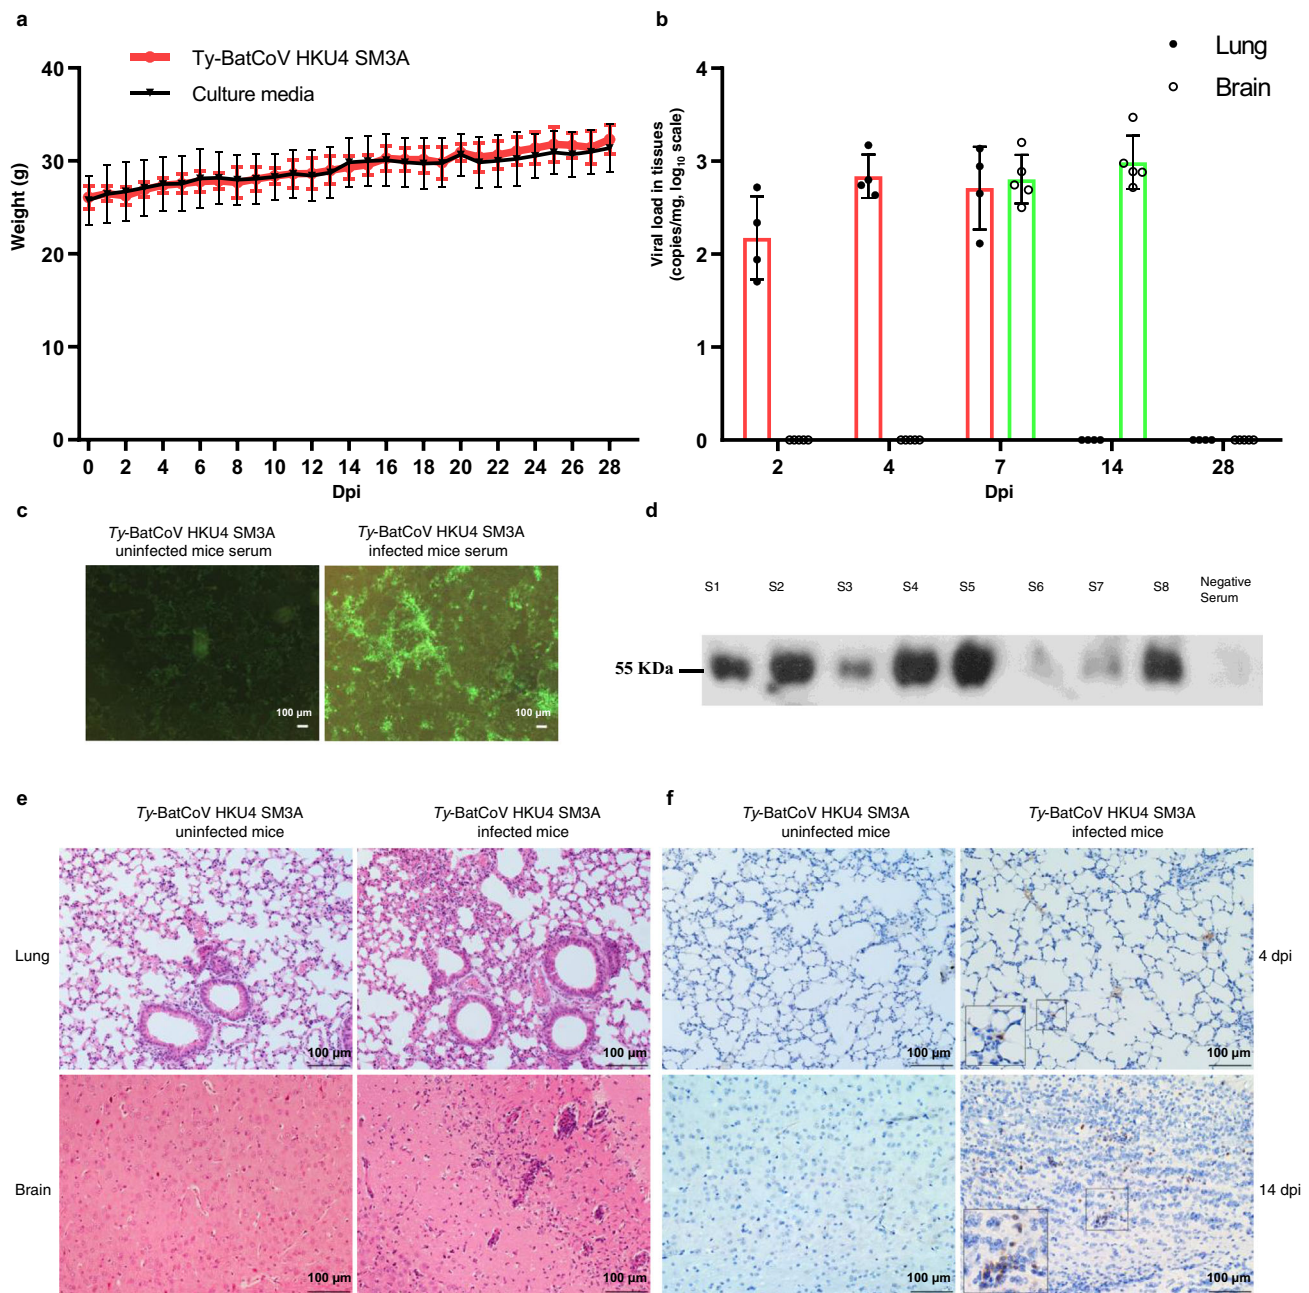 a
Ty-BatCoV HKU4 SM3A
Culture media
Weight (g)
40
30
20
10
0
0 2 4 6 8 10 12 14 16 18 20 22 24 26 28
Dpi
b
Lung
Brain
Viral load in tissues
(copies/mg, log10 scale)
4
3
2
1
0
2 4 7 14 28
Dpi
c
Ty-BatCoV HKU4 SM3A
uninfected mice serum
Ty-BatCoV HKU4 SM3A
infected mice serum
100 µm
100 µm
d
S1 S2 S3 S4 S5 S6 S7 S8 Negative
Serum
55 KDa
e
Ty-BatCoV HKU4 SM3A
uninfected mice
Ty-BatCoV HKU4 SM3A
infected mice
Lung
100 µm
100 µm
Brain
100 µm
100 µm
f
Ty-BatCoV HKU4 SM3A
uninfected mice
Ty-BatCoV HKU4 SM3A
infected mice
4 dpi
100 µm
100 µm
14 dpi
100 µm
100 µm